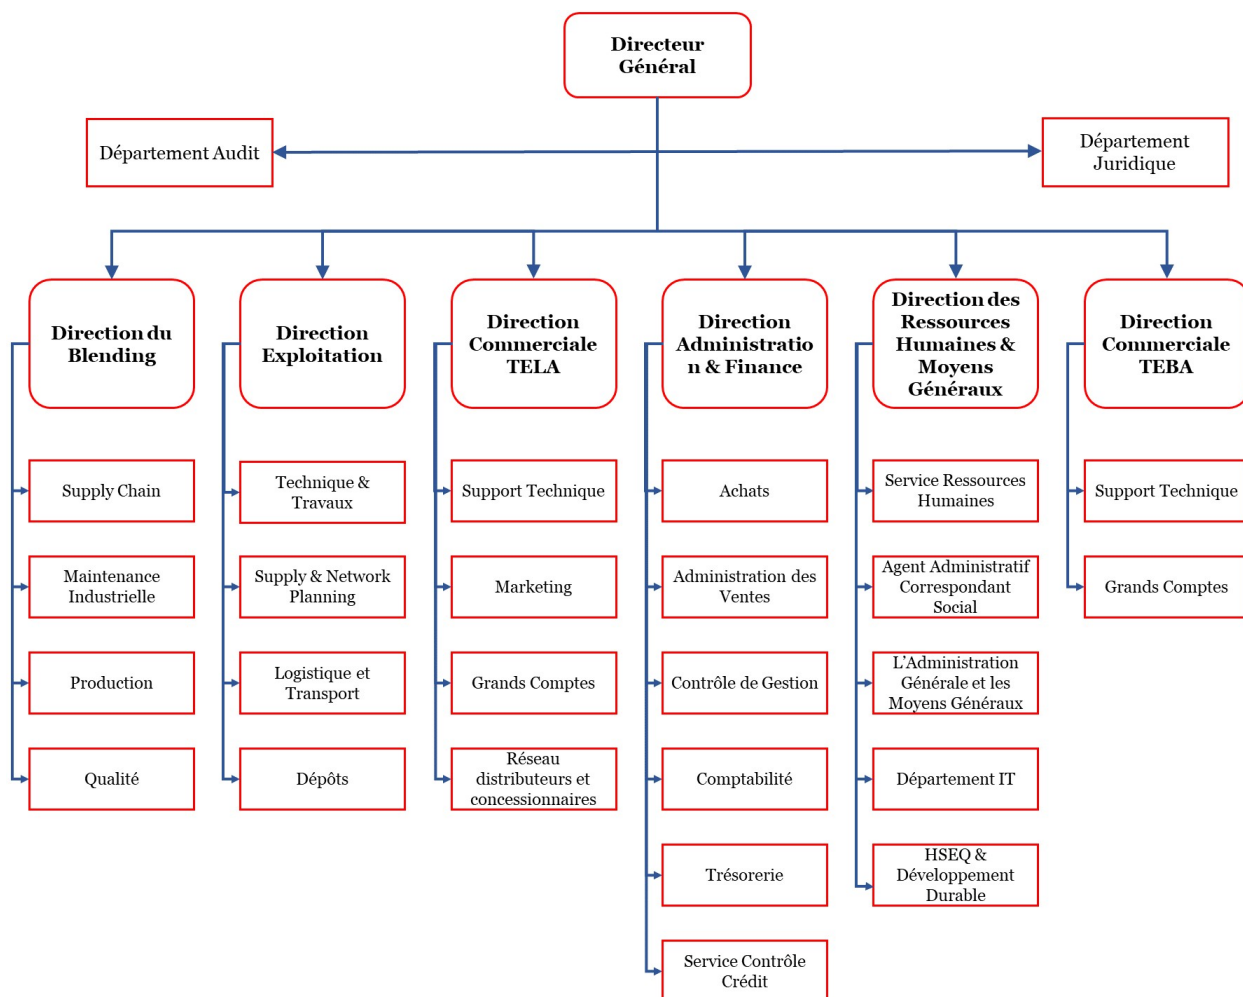 Directeur
Général
Département Audit
Département
Juridique
Direction du
Blending
Direction
Exploitation
Direction
Commerciale
TELA
Direction
Administratio
n & Finance
Direction des
Ressources
Humaines &
Moyens
Généraux
Direction
Commerciale
TEBA
Supply Chain
Technique &
Travaux
Support Technique
Achats
Service Ressources
Humaines
Support Technique
Maintenance
Industrielle
Supply & Network
Planning
Marketing
Administration des
Ventes
Agent Administratif
Correspondant
Social
Grands Comptes
Production
Logistique et
Transport
Grands Comptes
Contrôle de Gestion
L’Administration
Générale et les
Moyens Généraux
Qualité
Dépôts
Réseau
distributeurs et
concessionnaires
Comptabilité
Département IT
Trésorerie
HSEQ &
Développement
Durable
Service Contrôle
Crédit